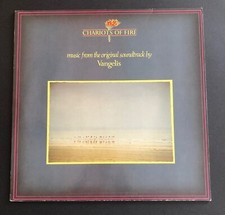 CHARIOTS OF FIRE
music from the original soundtrack by
Vangelis